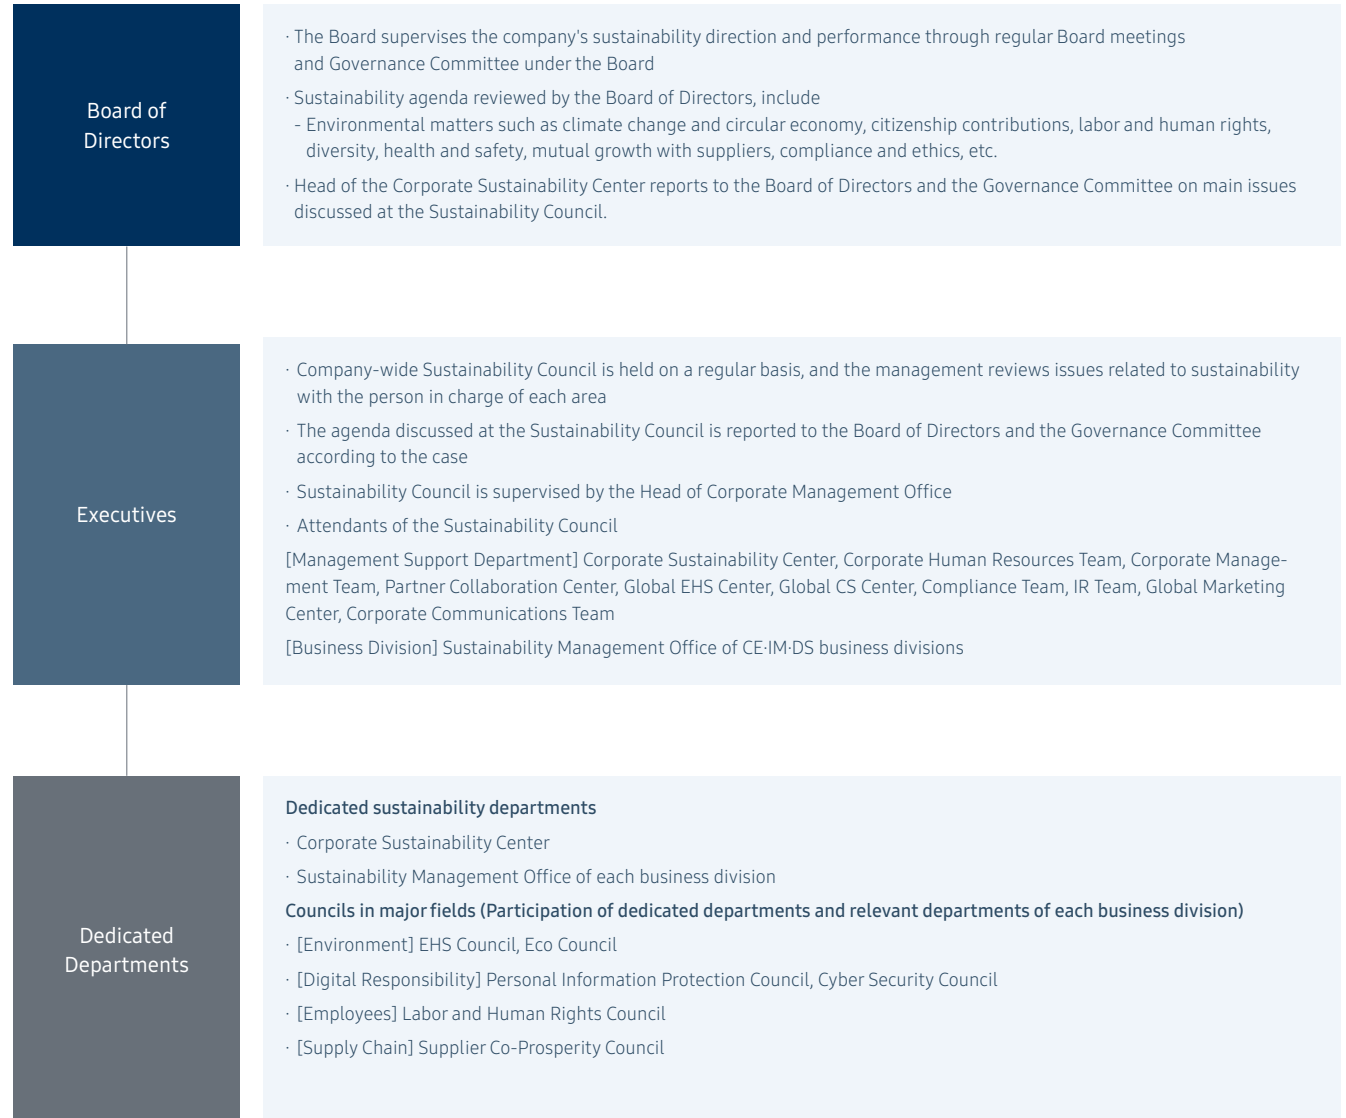 Board of
Directors
· The Board supervises the company's sustainability direction and performance through regular Board meetings
and Governance Committee under the Board
· Sustainability agenda reviewed by the Board of Directors, include
- Environmental matters such as climate change and circular economy, citizenship contributions, labor and human rights,
diversity, health and safety, mutual growth with suppliers, compliance and ethics, etc.
· Head of the Corporate Sustainability Center reports to the Board of Directors and the Governance Committee on main issues
discussed at the Sustainability Council.
Executives
· Company-wide Sustainability Council is held on a regular basis, and the management reviews issues related to sustainability
with the person in charge of each area
· The agenda discussed at the Sustainability Council is reported to the Board of Directors and the Governance Committee
according to the case
· Sustainability Council is supervised by the Head of Corporate Management Office
· Attendants of the Sustainability Council
[Management Support Department] Corporate Sustainability Center, Corporate Human Resources Team, Corporate Manage-
ment Team, Partner Collaboration Center, Global EHS Center, Global CS Center, Compliance Team, IR Team, Global Marketing
Center, Corporate Communications Team
[Business Division] Sustainability Management Office of CE·IM·DS business divisions
Dedicated
Departments
Dedicated sustainability departments
· Corporate Sustainability Center
· Sustainability Management Office of each business division
Councils in major fields (Participation of dedicated departments and relevant departments of each business division)
· [Environment] EHS Council, Eco Council
· [Digital Responsibility] Personal Information Protection Council, Cyber Security Council
· [Employees] Labor and Human Rights Council
· [Supply Chain] Supplier Co-Prosperity Council